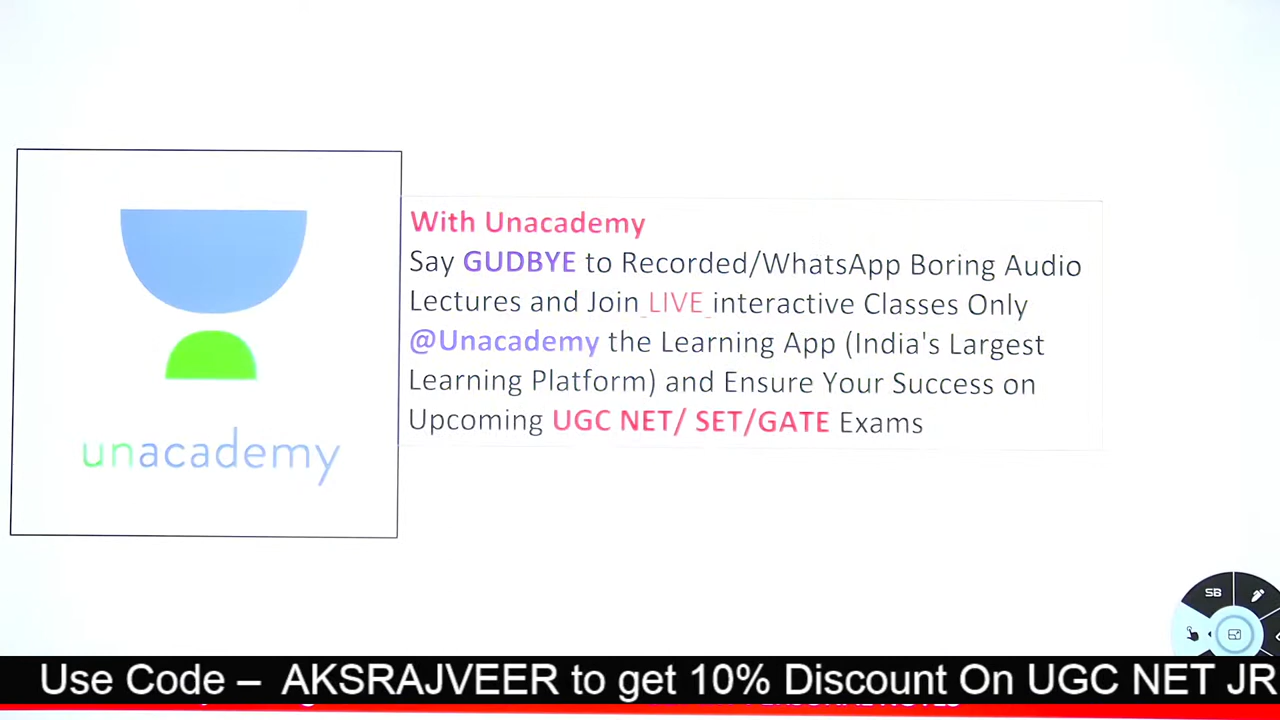 With Unacademy
Say GUDBYE to Recorded/WhatsApp Boring Audio
Lectures and Join LIVE interactive Classes Only
@Unacademy the Learning App (India's Largest
Learning Platform) and Ensure Your Success on
Upcoming UGC NET/ SET/GATE Exams
unacademy
SB
Use Code – AKSRAJVEER to get 10% Discount On UGC NET JR